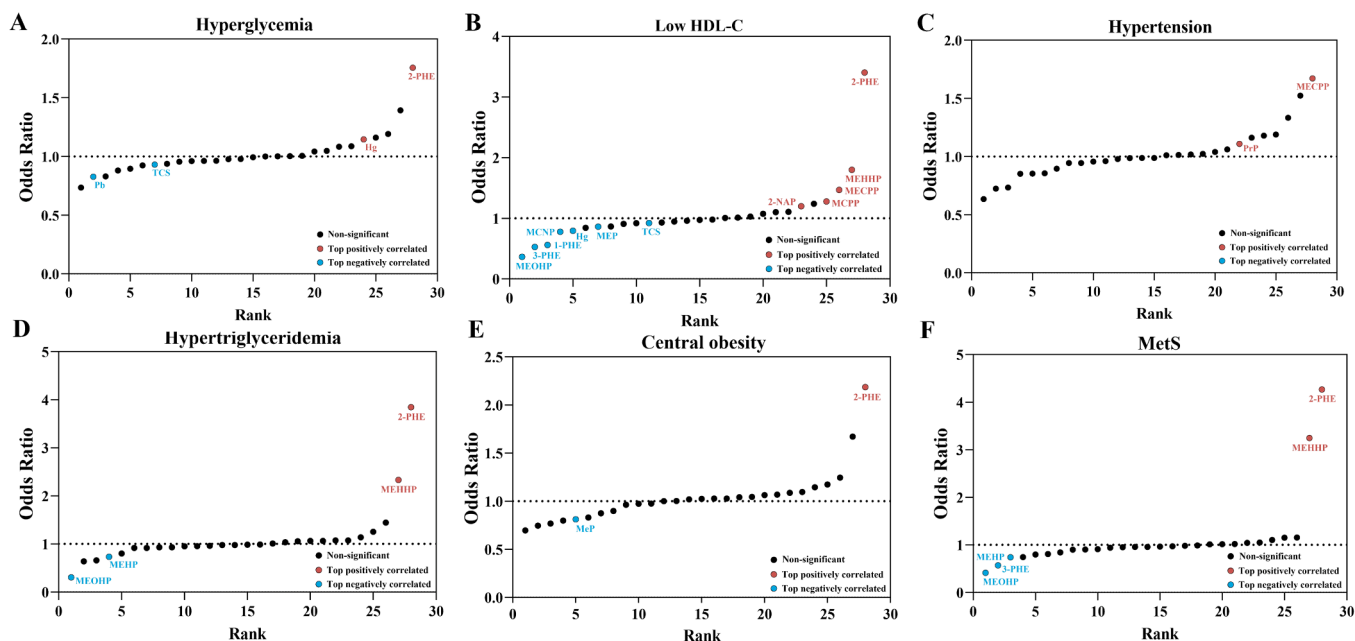 A
Hyperglycemia
2.0
1.5
1.0
0.5
0.0
Odds Ratio
2-PHE
Hg
TCS
Pb
Non-significant
Top positively correlated
Top negatively correlated
0 5 10 15 20 25 30
Rank
B
Low HDL-C
4
3
2
1
0
Odds Ratio
2-PHE
MEHHP
MECPP
2-NAP
MCPP
MCNP
Hg
MEP
TCS
1-PHE
3-PHE
MEOHP
Non-significant
Top positively correlated
Top negatively correlated
0 5 10 15 20 25 30
Rank
C
Hypertension
2.0
1.5
1.0
0.5
0.0
Odds Ratio
MECPP
PrP
Non-significant
Top positively correlated
Top negatively correlated
0 5 10 15 20 25 30
Rank
D
Hypertriglyceridemia
5
4
3
2
1
0
Odds Ratio
2-PHE
MEHHP
MEHP
MEOHP
Non-significant
Top positively correlated
Top negatively correlated
0 5 10 15 20 25 30
Rank
E
Central obesity
2.5
2.0
1.5
1.0
0.5
0.0
Odds Ratio
2-PHE
MeP
Non-significant
Top positively correlated
Top negatively correlated
0 5 10 15 20 25 30
Rank
F
MetS
5
4
3
2
1
0
Odds Ratio
2-PHE
MEHHP
MEHP
3-PHE
MEOHP
Non-significant
Top positively correlated
Top negatively correlated
0 5 10 15 20 25 30
Rank